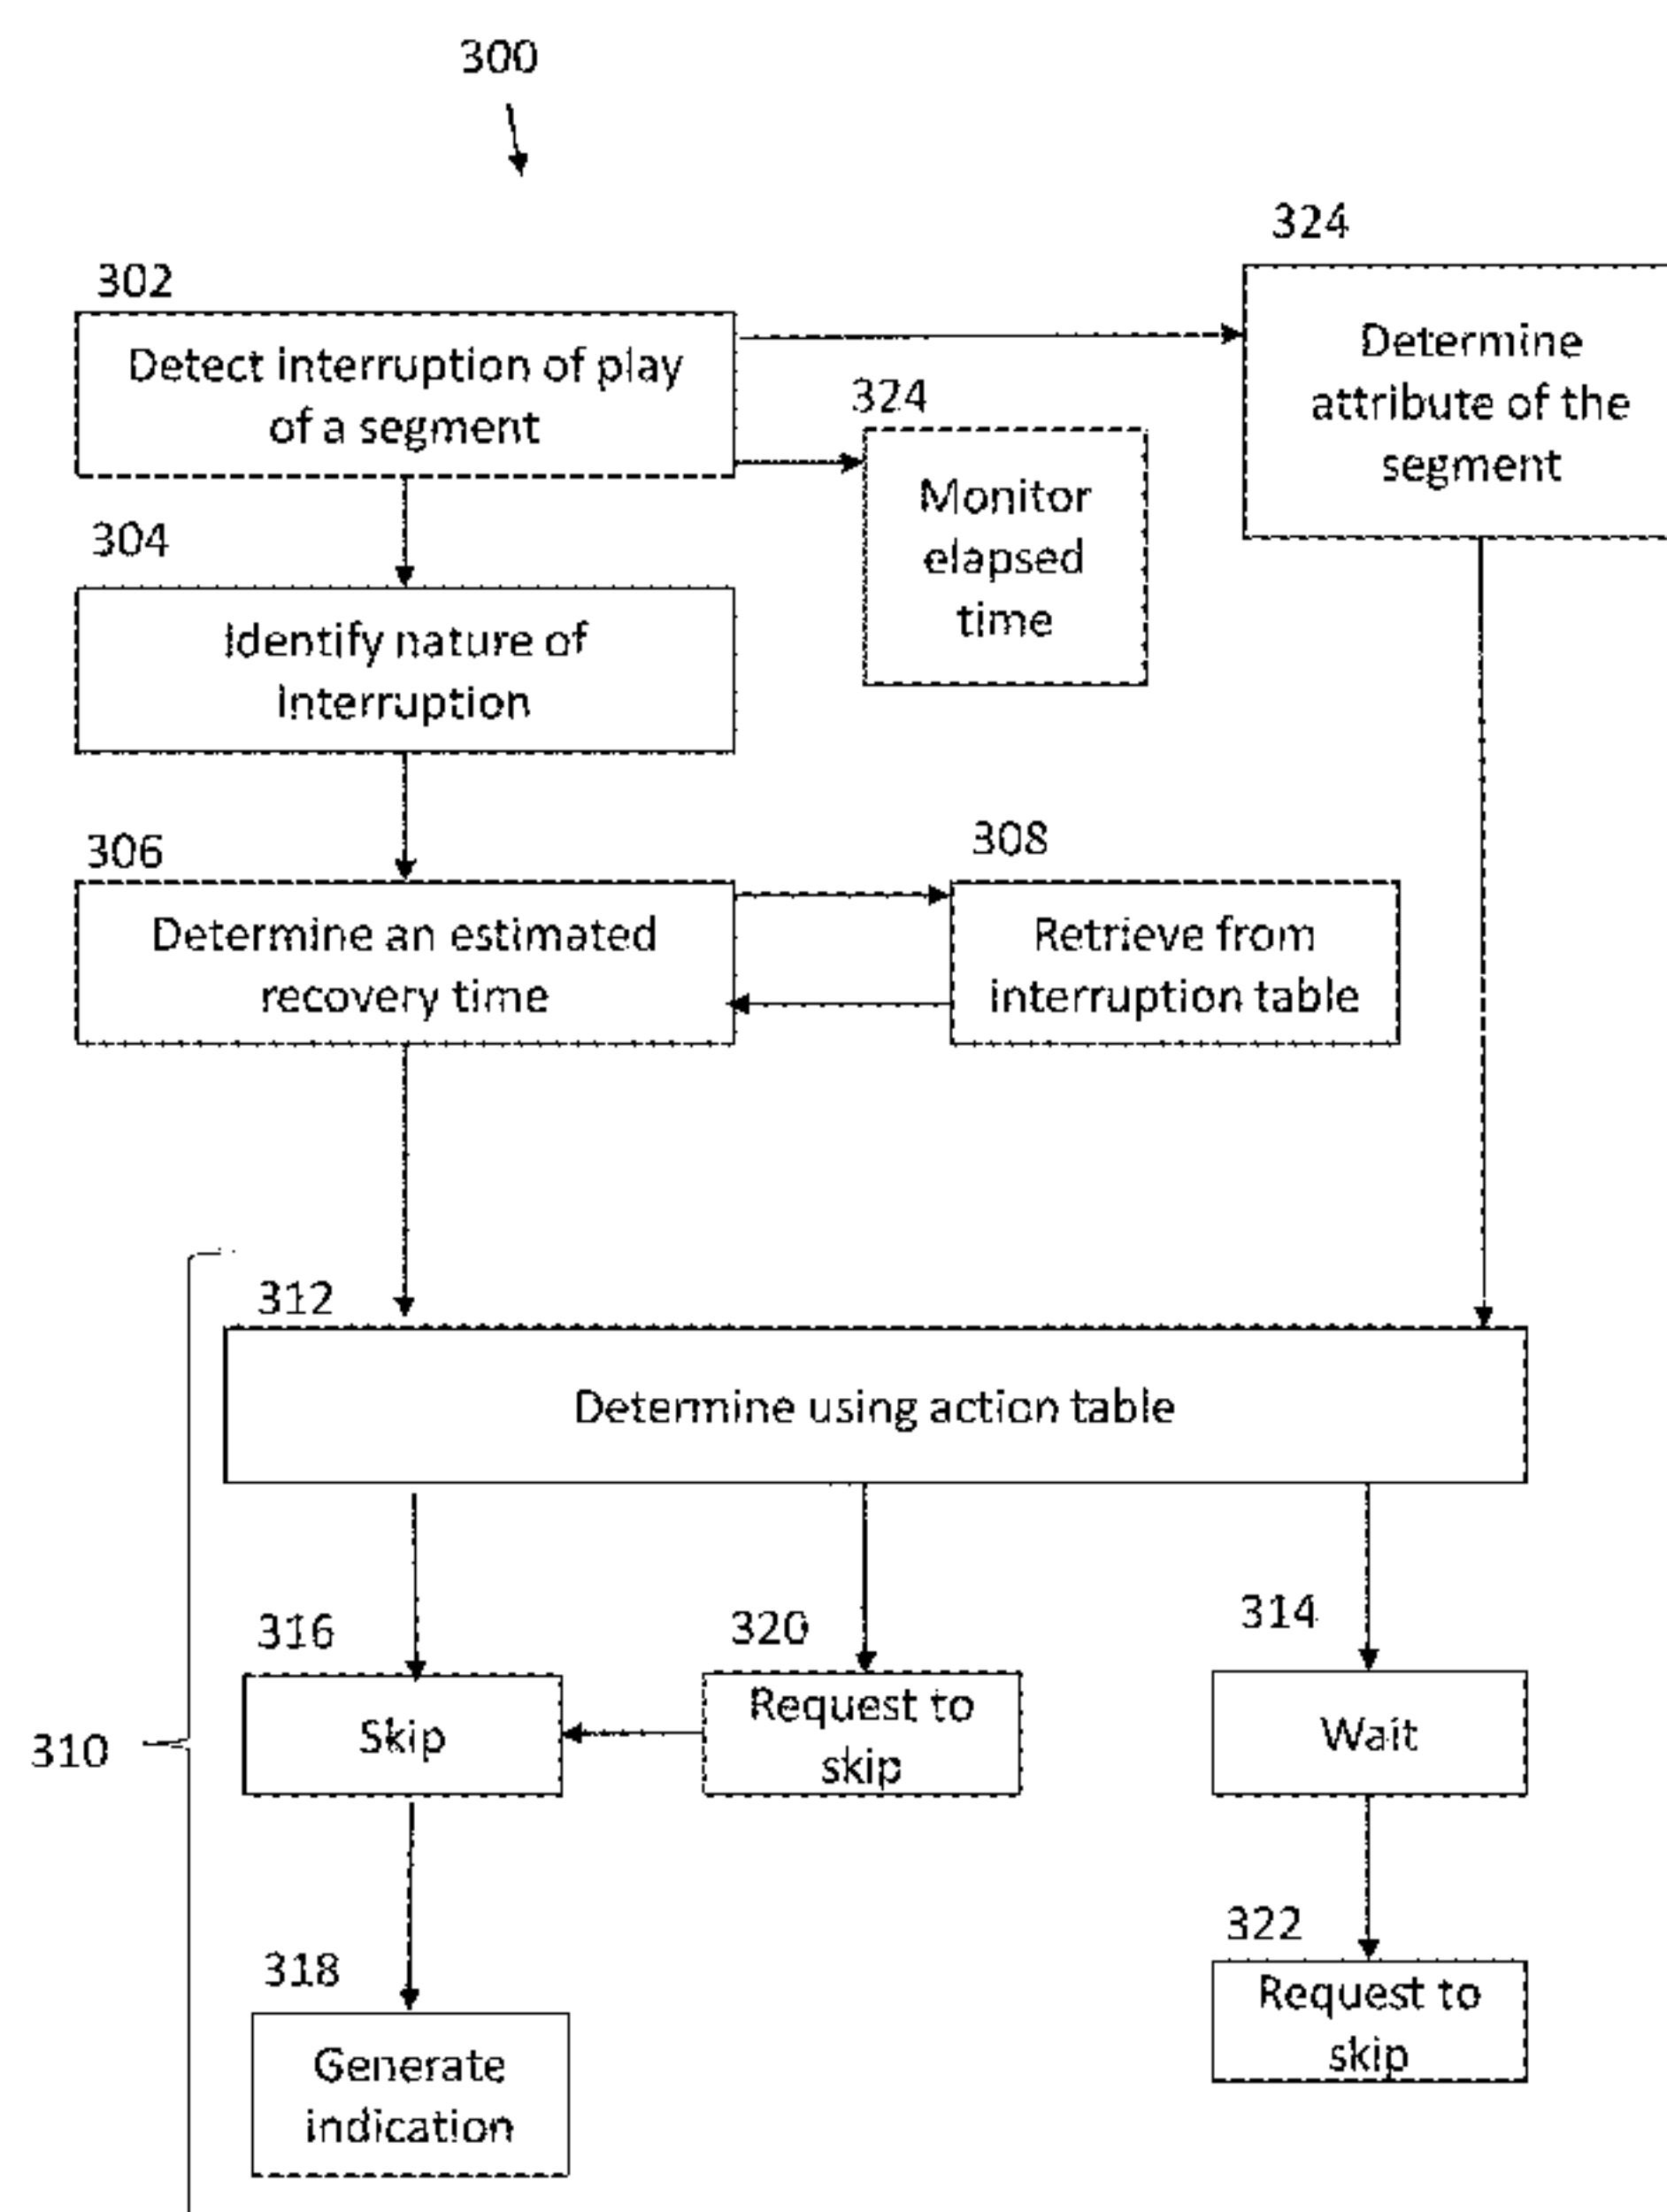 300
324
302
Detect interruption of play
of a segment
Determine
attribute of the
segment
324
Monitor
elapsed
time
304
Identify nature of
Interruption
306
Determine an estimated
recovery time
308
Retrieve from
interruption table
312
Determine using action table
316
Skip
320
Request to
skip
314
Wait
310
322
Request to
skip
318
Generate
indication